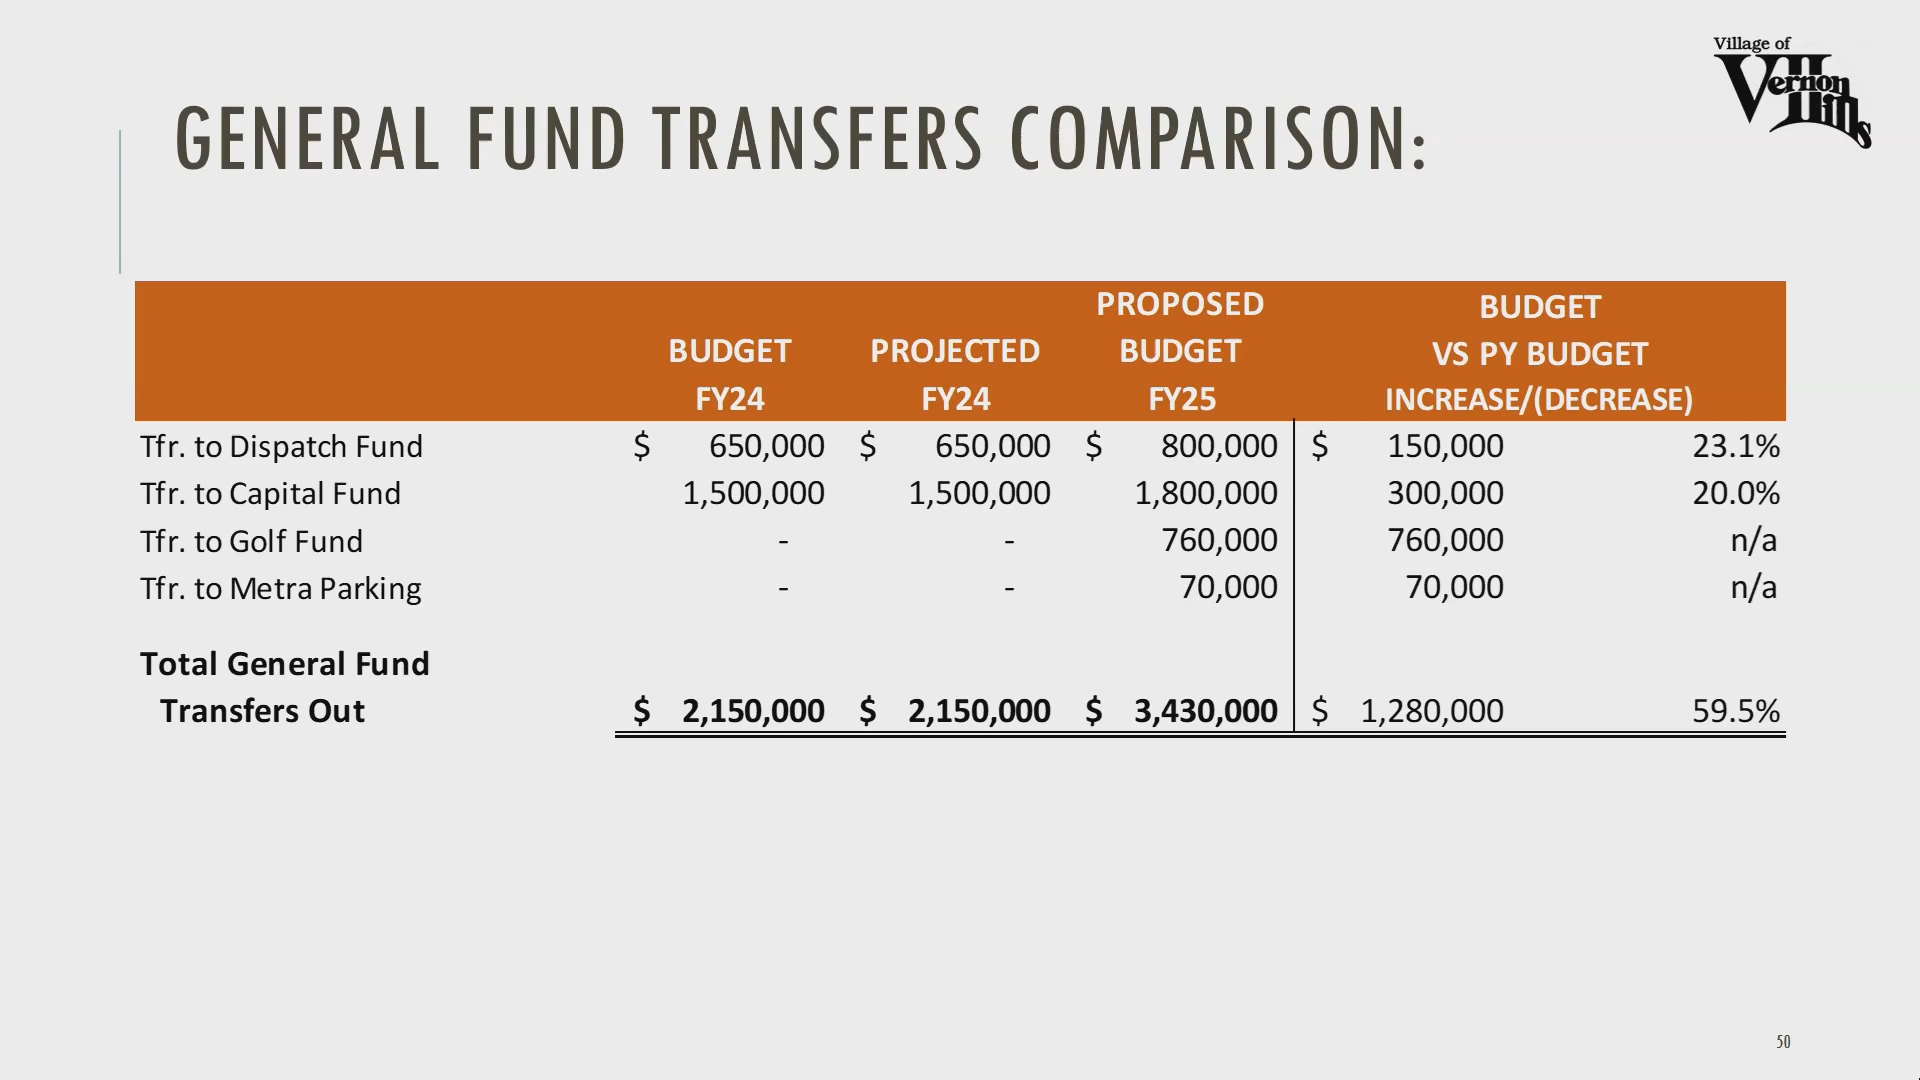 Village of
Vernon
Hills
GENERAL FUND TRANSFERS COMPARISON:
PROPOSED BUDGET
BUDGET PROJECTED BUDGET VS PY BUDGET
FY24 FY24 FY25 INCREASE/(DECREASE)
Tfr. to Dispatch Fund $ 650,000 $ 650,000 $ 800,000 $ 150,000 23.1%
Tfr. to Capital Fund 1,500,000 1,500,000 1,800,000 300,000 20.0%
Tfr. to Golf Fund - - 760,000 760,000 n/a
Tfr. to Metra Parking - - 70,000 70,000 n/a
Total General Fund
Transfers Out $ 2,150,000 $ 2,150,000 $ 3,430,000 $ 1,280,000 59.5%
50